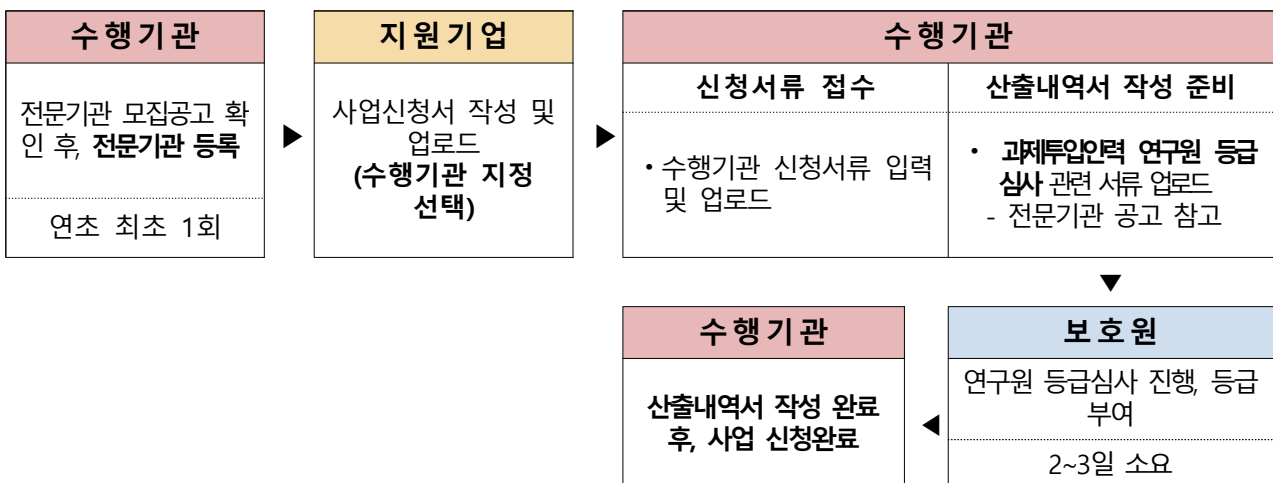 수행기관
전문기관 모집공고 확
인 후, 전문기관 등록
연초 최초 1회
▶
지원기업
사업신청서 작성 및
업로드
(수행기관 지정
선택)
▶
수행기관
신청서류 접수
• 수행기관 신청서류 입력
및 업로드
산출내역서 작성 준비
• 과제투입인력 연구원 등급
심사 관련 서류 업로드
- 전문기관 공고 참고
▼
보호원
연구원 등급심사 진행, 등급
부여
2~3일 소요
◀
수행기관
산출내역서 작성 완료
후, 사업 신청완료